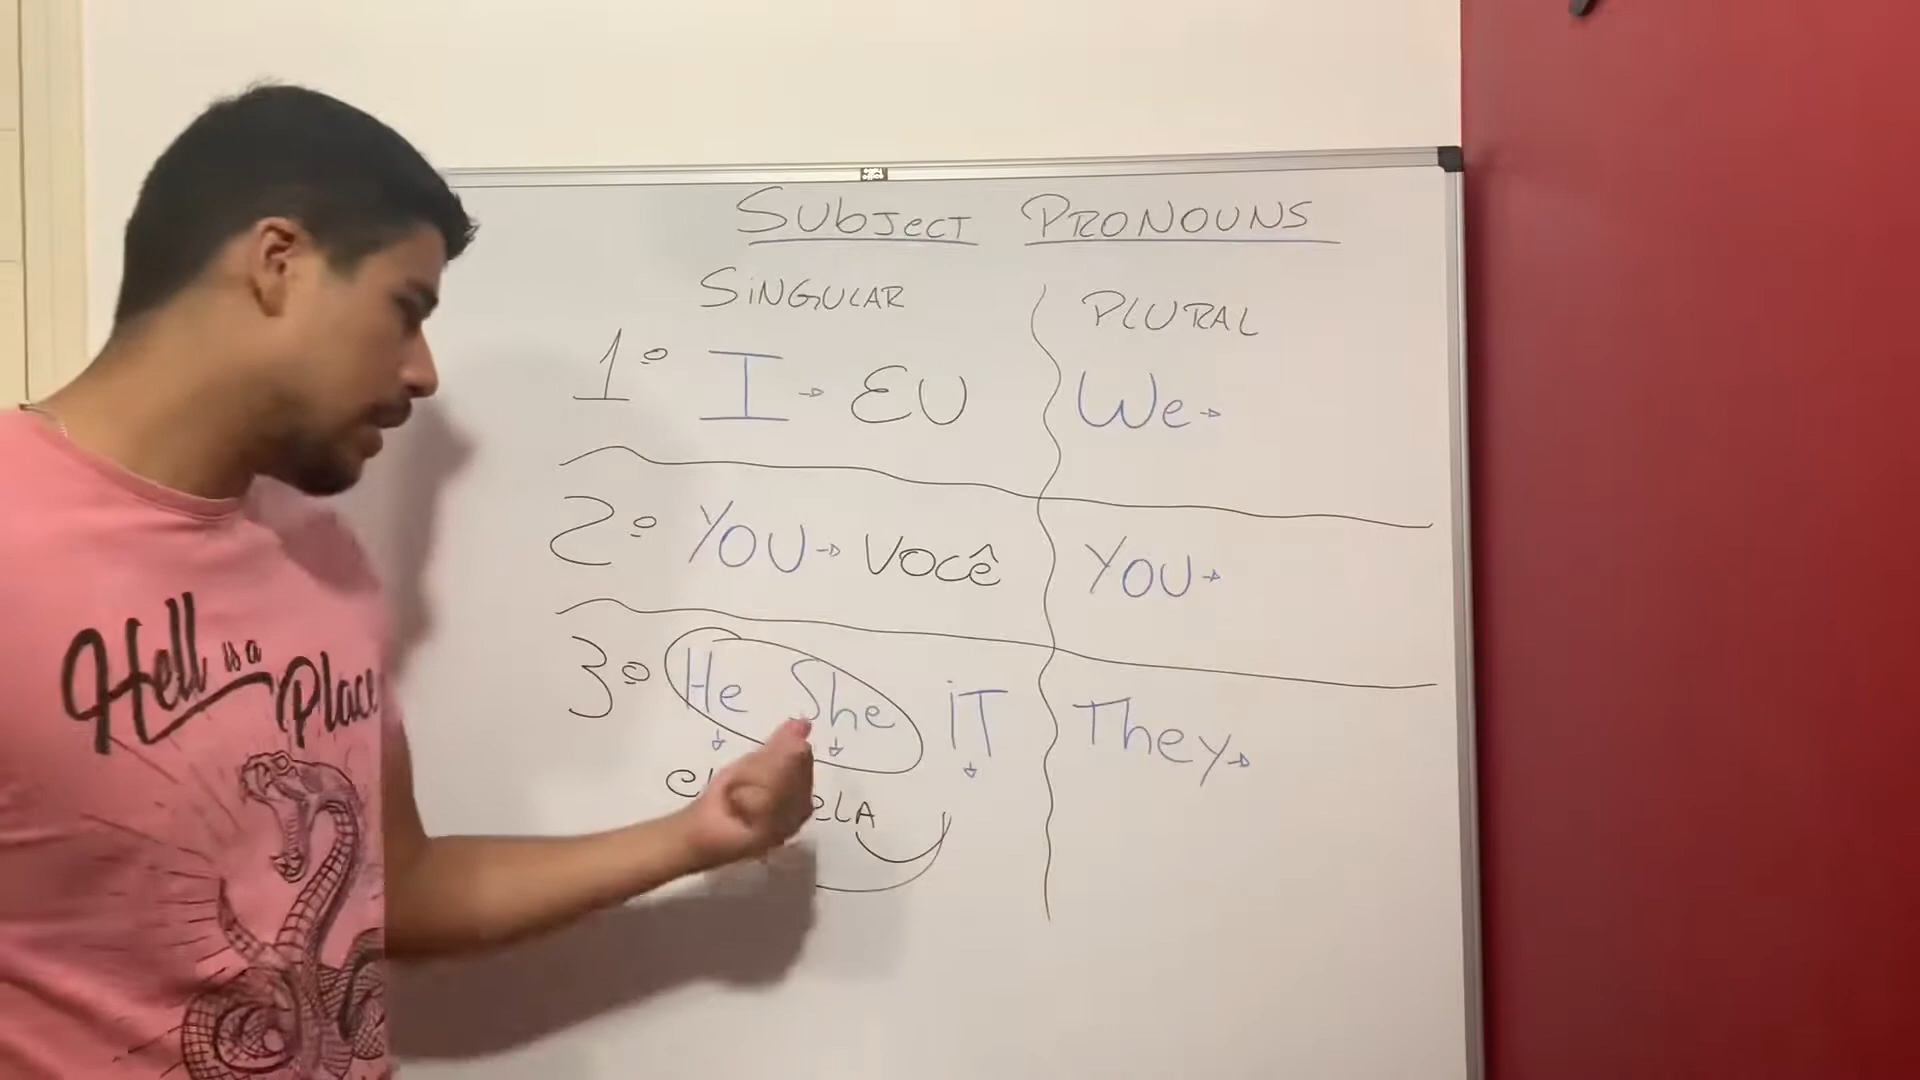 SUBJECT PRONOUNS
SINGULAR
PLURAL
1º I → EU
We →
2º YOU → VOCÊ
YOU →
3º He She iT
They →
ELA
Hell is a Place